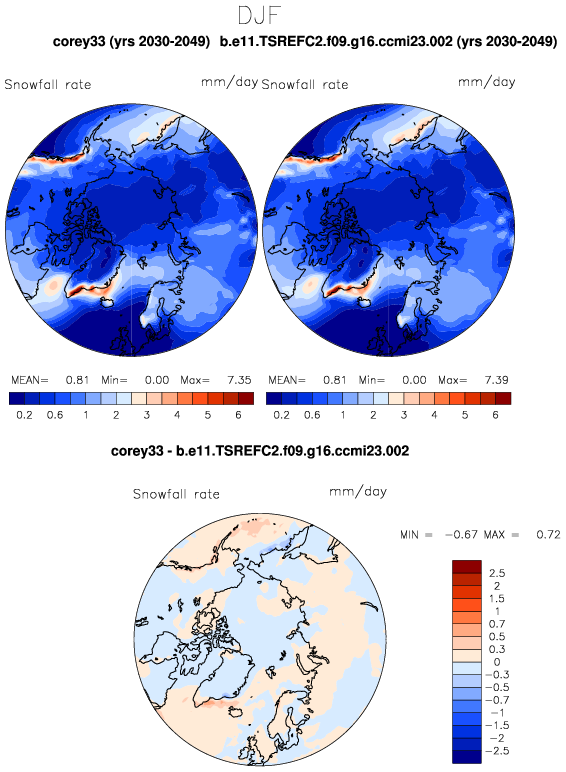 DJF
corey33 (yrs 2030-2049) b.e11.TSREFC2.f09.g16.ccmi23.002 (yrs 2030-2049)
Snowfall rate mm/day Snowfall rate mm/day
MEAN= 0.81 Min= 0.00 Max= 7.35 MEAN= 0.81 Min= 0.00 Max= 7.39
0.2 0.6 1 2 3 4 5 6 0.2 0.6 1 2 3 4 5 6
corey33 - b.e11.TSREFC2.f09.g16.ccmi23.002
Snowfall rate mm/day
MIN = -0.67 MAX = 0.72
2.5
2
1.5
1
0.7
0.5
0.3
0
-0.3
-0.5
-0.7
-1
-1.5
-2
-2.5